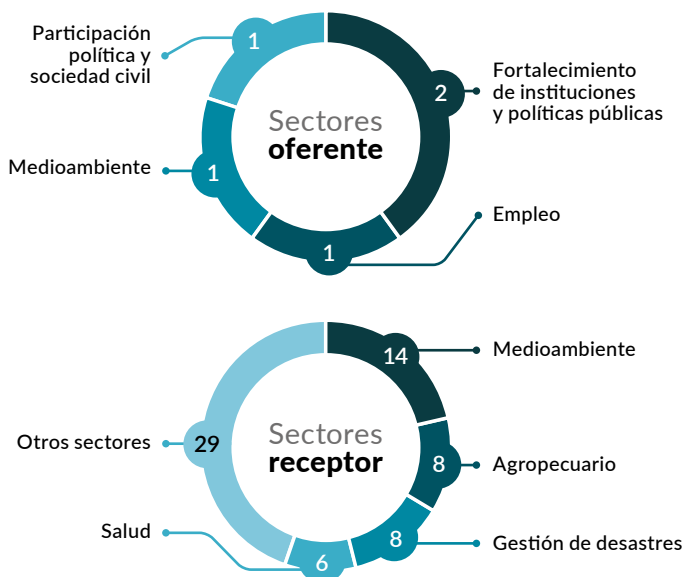 Participación
política y
sociedad civil
1
2
Fortalecimiento
de instituciones
y políticas públicas
Sectores
oferente
Medioambiente
1
Empleo
1
14
Medioambiente
Otros sectores
29
Sectores
receptor
8
Agropecuario
Salud
6
8
Gestión de desastres